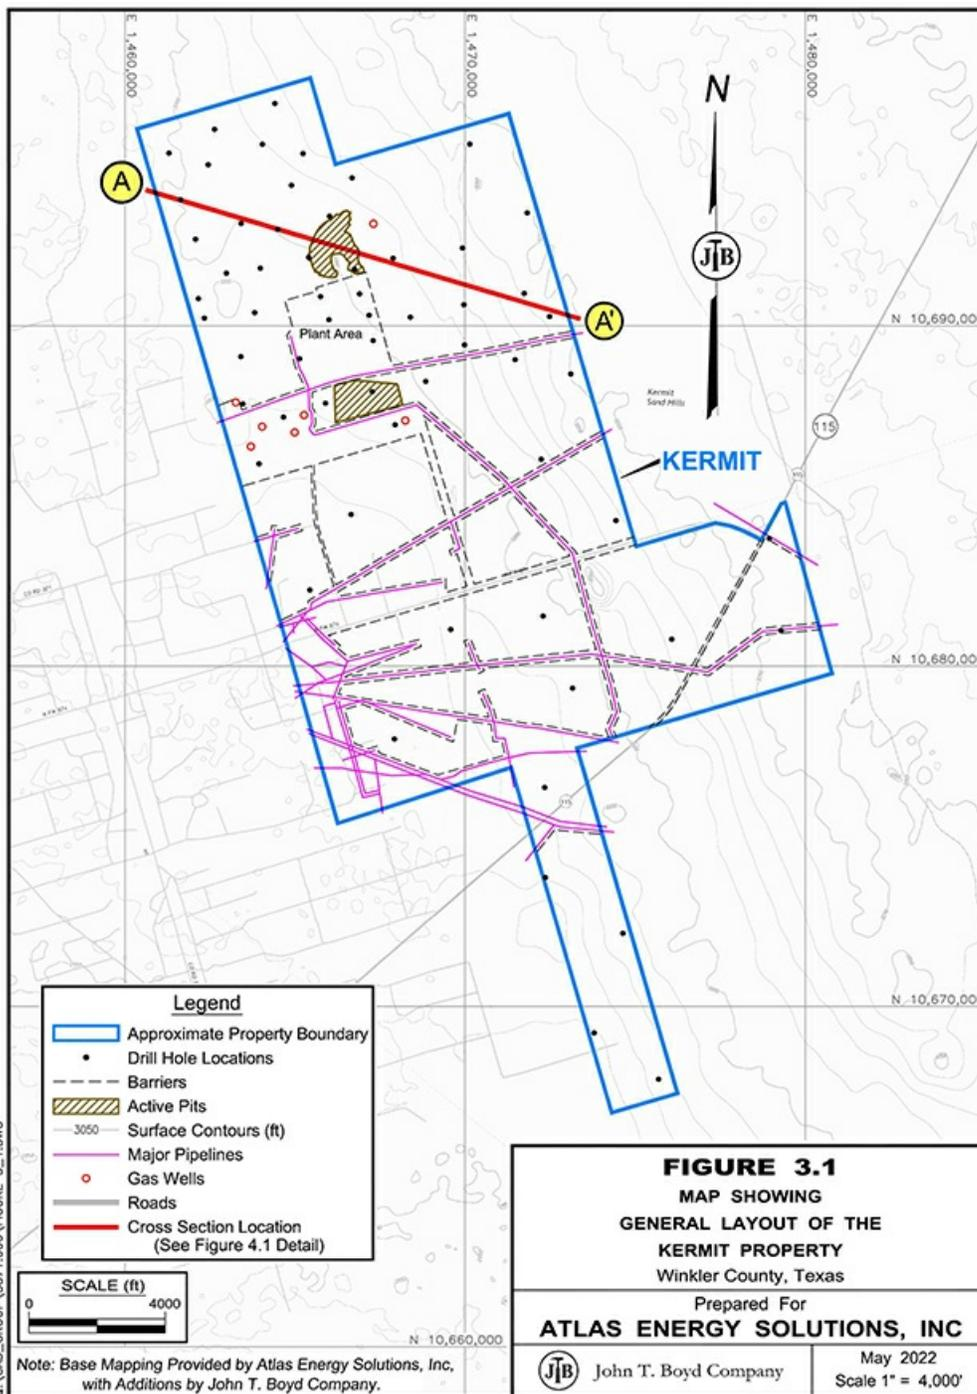 E 1,460,000
E 1,470,000
E 1,480,000
N
A
JTB
A'
N 10,690,00
Plant Area
Kermit
Sand Hills
115
KERMIT
N 10,680,00
115
N 10,670,00
Legend
Approximate Property Boundary
Drill Hole Locations
Barriers
Active Pits
3050 Surface Contours (ft)
Major Pipelines
Gas Wells
Roads
Cross Section Location
(See Figure 4.1 Detail)
SCALE (ft)
0 4000
N 10,660,000
Note: Base Mapping Provided by Atlas Energy Solutions, Inc,
with Additions by John T. Boyd Company.
FIGURE 3.1
MAP SHOWING
GENERAL LAYOUT OF THE
KERMIT PROPERTY
Winkler County, Texas
Prepared For
ATLAS ENERGY SOLUTIONS, INC
JTB John T. Boyd Company
May 2022
Scale 1" = 4,000'